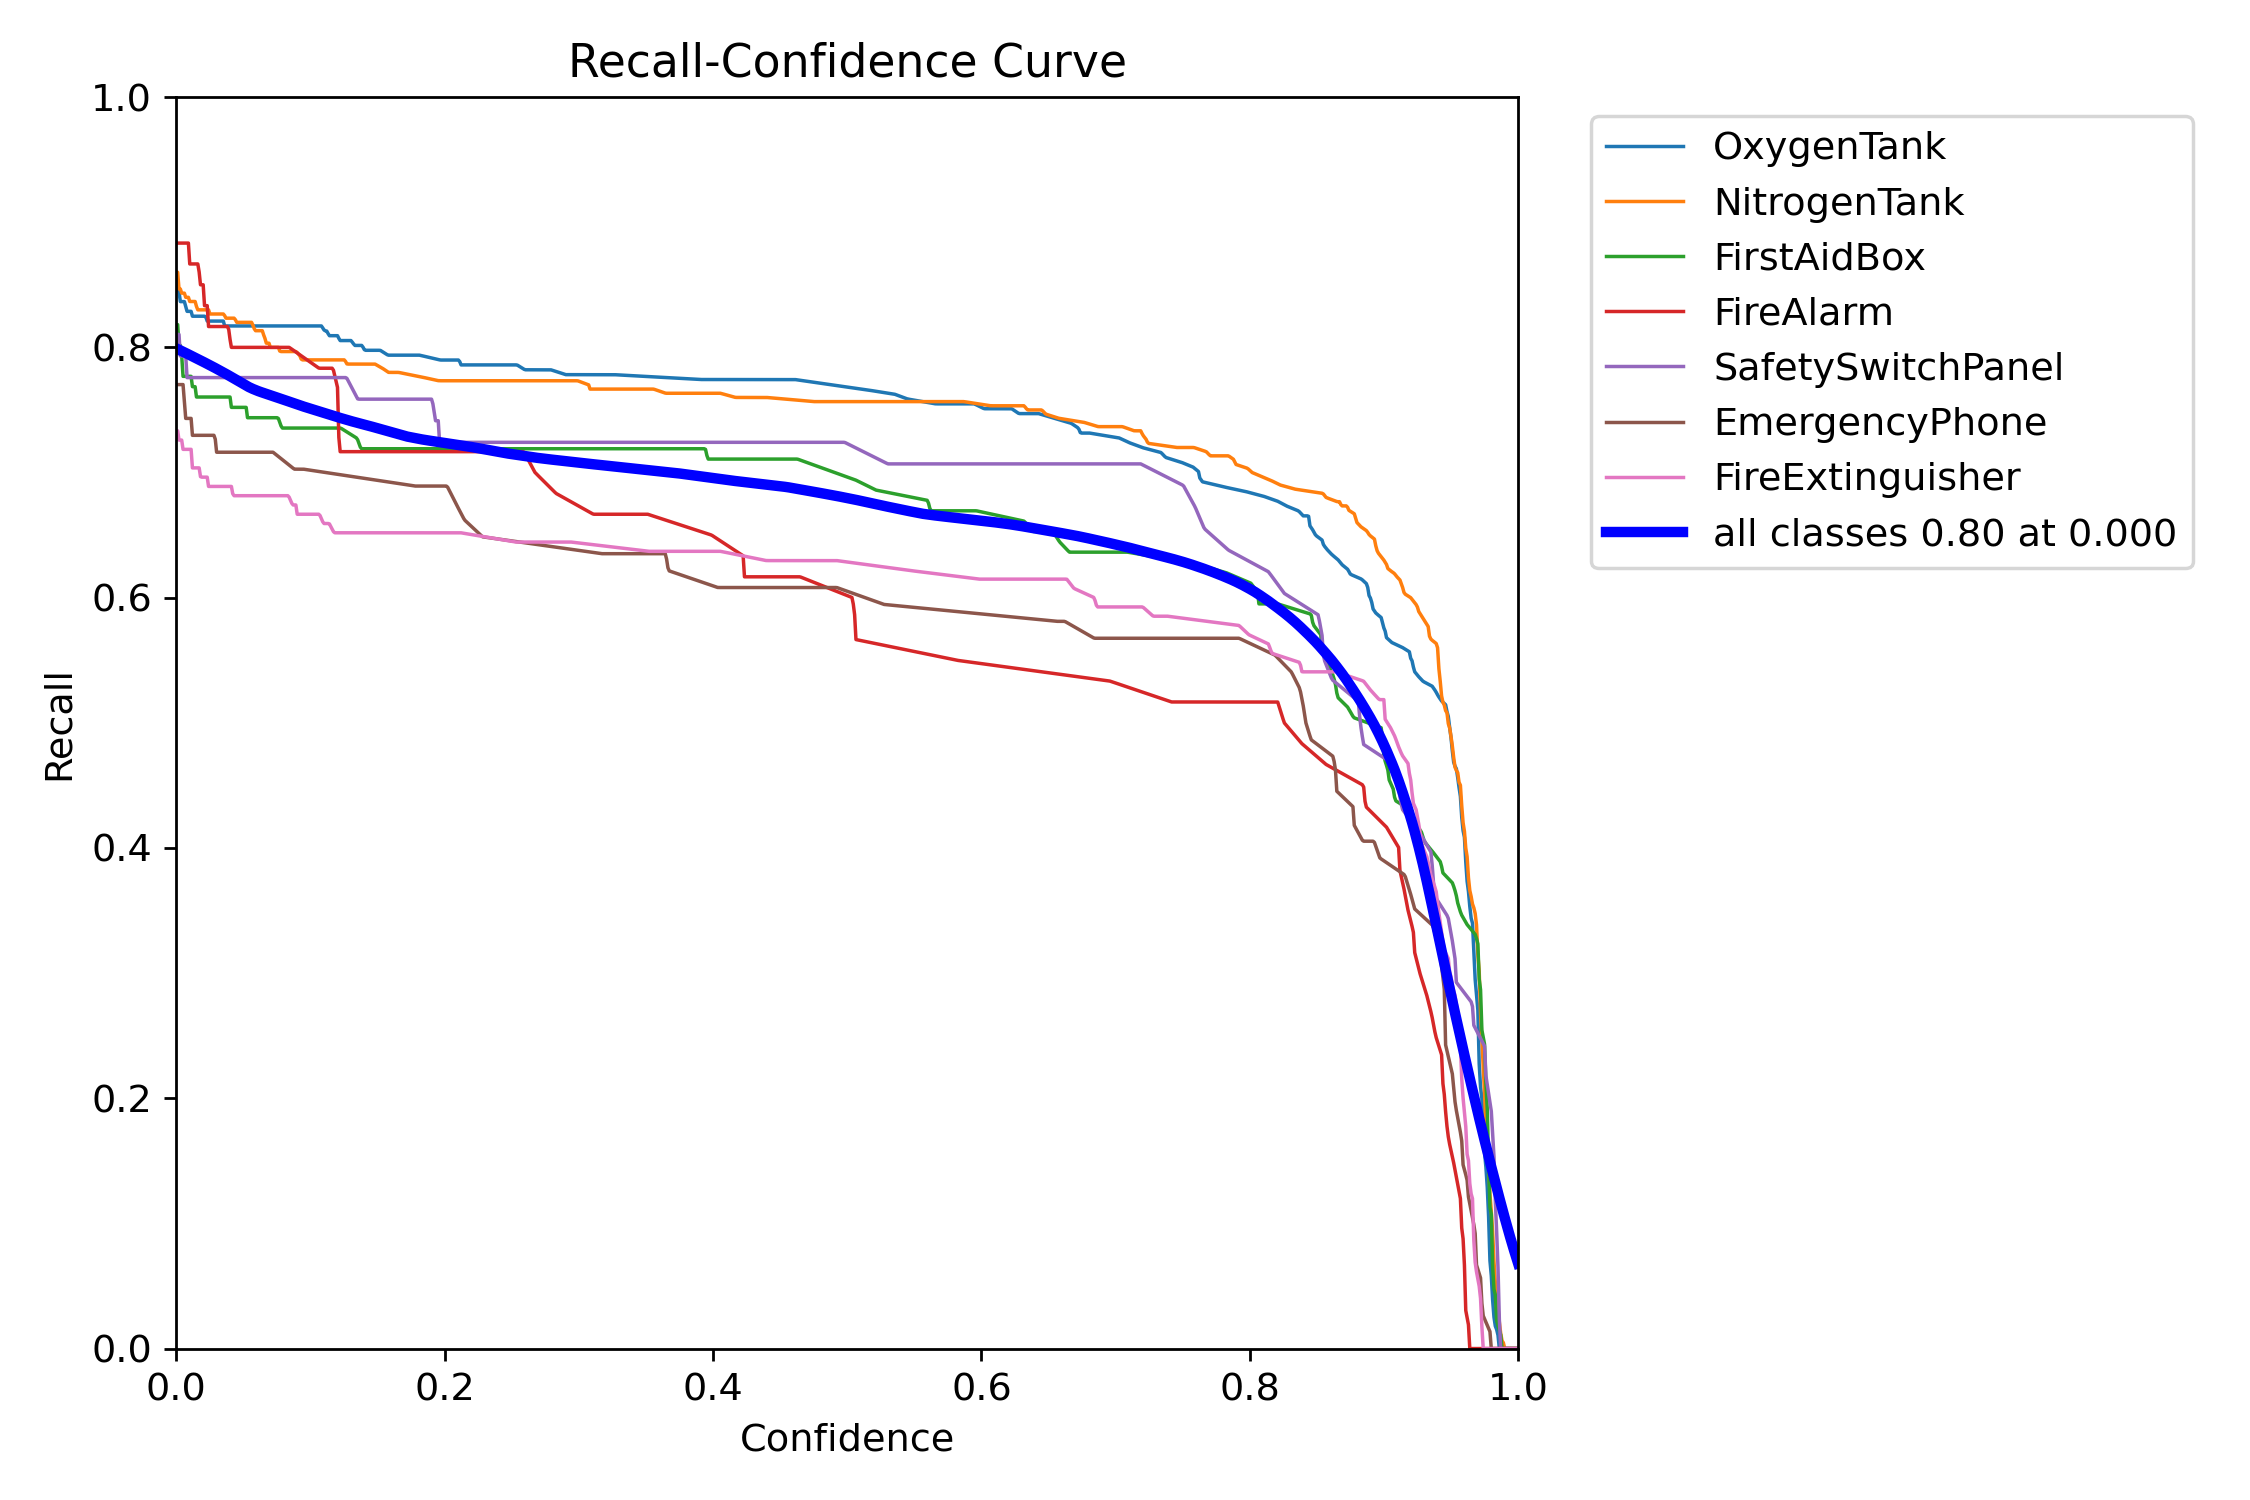 Recall-Confidence Curve
1.0
0.8
0.6
0.4
0.2
0.0
Recall
0.0 0.2 0.4 0.6 0.8 1.0
Confidence
OxygenTank
NitrogenTank
FirstAidBox
FireAlarm
SafetySwitchPanel
EmergencyPhone
FireExtinguisher
all classes 0.80 at 0.000